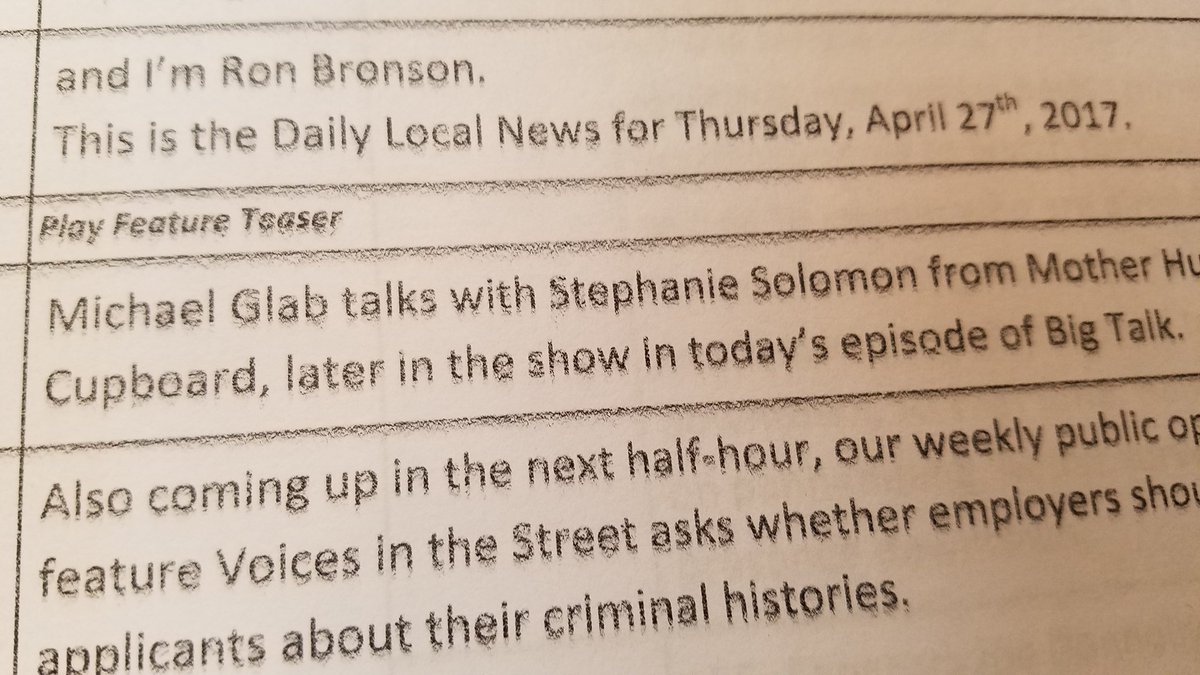 and I'm Ron Bronson.
This is the Daily Local News for Thursday, April 27th, 2017.
Play Feature Teaser
Michael Glab talks with Stephanie Solomon from Mother
Cupboard, later in the show in today's episode of Big Talk.
Also coming up in the next half-hour, our weekly public
feature Voices in the Street asks whether employers
applicants about their criminal histories.